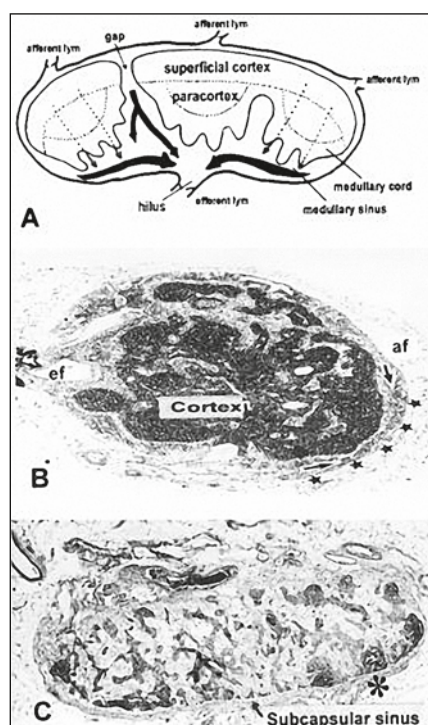 afferent lym
gap
afferent lym
superficial cortex
afferent lym
paracortex
medullary cord
medullary sinus
hilus
efferent lym
A
af
ef
Cortex
B
C
Subcapsular sinus